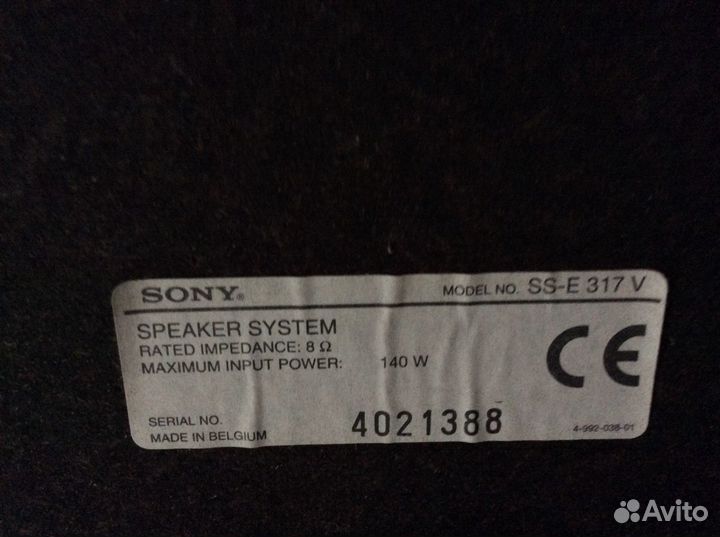 SONY® MODEL NO. SS-E 317 V
SPEAKER SYSTEM
RATED IMPEDANCE: 8 Ω
MAXIMUM INPUT POWER: 140 W
CE
SERIAL NO. 4021388
MADE IN BELGIUM 4-992-038-01
Avito